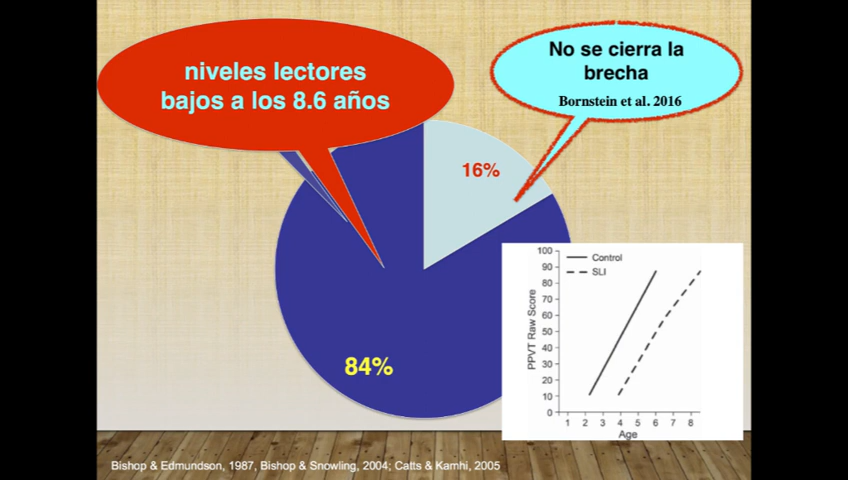 niveles lectores
bajos a los 8.6 años
No se cierra la
brecha
Bornstein et al. 2016
16%
84%
100
90
80
70
60
50
40
30
20
10
0
PPVT Raw Score
Control
SLI
1 2 3 4 5 6 7 8
Age
Bishop & Edmundson, 1987, Bishop & Snowling, 2004; Catts & Kamhi, 2005